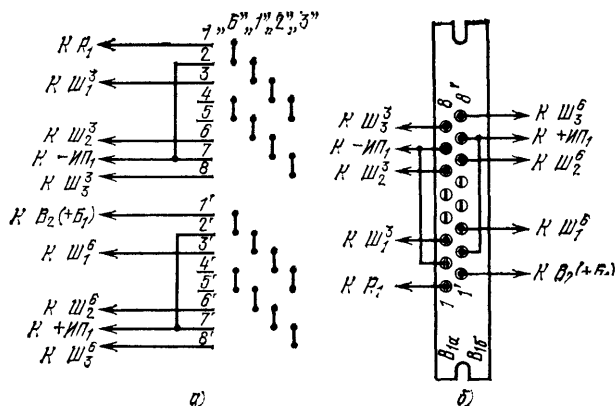 "Б" "1" "2" "3"
К R₁ 1
2
К Ш₁³ 3
4
5
К Ш₂³ 6
К −ИП₁ 7
К Ш₃³ 8
К В₂(+Б₁) 1'
2'
К Ш₁⁶ 3'
4'
5'
К Ш₂⁶ 6'
К +ИП₁ 7'
К Ш₃⁶ 8'
а)
8 8'
К Ш₃³
К −ИП₁
К Ш₂³
К Ш₁³
К R₁
К Ш₃⁶
К +ИП₁
К Ш₂⁶
К Ш₁⁶
К В₂(+Б₁)
1 1'
В₁а В₁б
б)